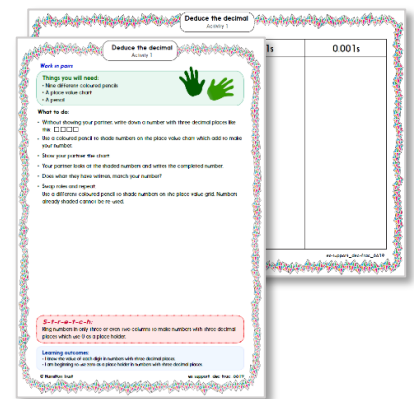 Deduce the decimal
Activity 1
1s
0.001s
Deduce the decimal
Activity 1
Work in pairs
Things you will need:
• Nine different coloured pencils
• A place value chart
• A pencil
What to do:
• Without showing your partner, write down a number with three decimal places like
this □.□□□
• Use a coloured pencil to shade numbers on the place value chart which add to make
your number.
• Show your partner the chart.
• Your partner looks at the shaded numbers and writes the completed number.
• Does what they have written match your number?
• Swap roles and repeat!
Use a different coloured pencil to shade numbers on the place value grid. Numbers
already shaded cannot be re-used.
S-t-r-e-t-c-h:
Ring numbers in only three or even two columns to make numbers with three decimal
places which use 0 as a place holder.
Learning outcomes:
• I know the value of each digit in numbers with three decimal places.
• I am beginning to use zero as a place holder in numbers with three decimal places.
© Hamilton Trust
es-support_dec-frac_5619
es-support_dec-frac_5619